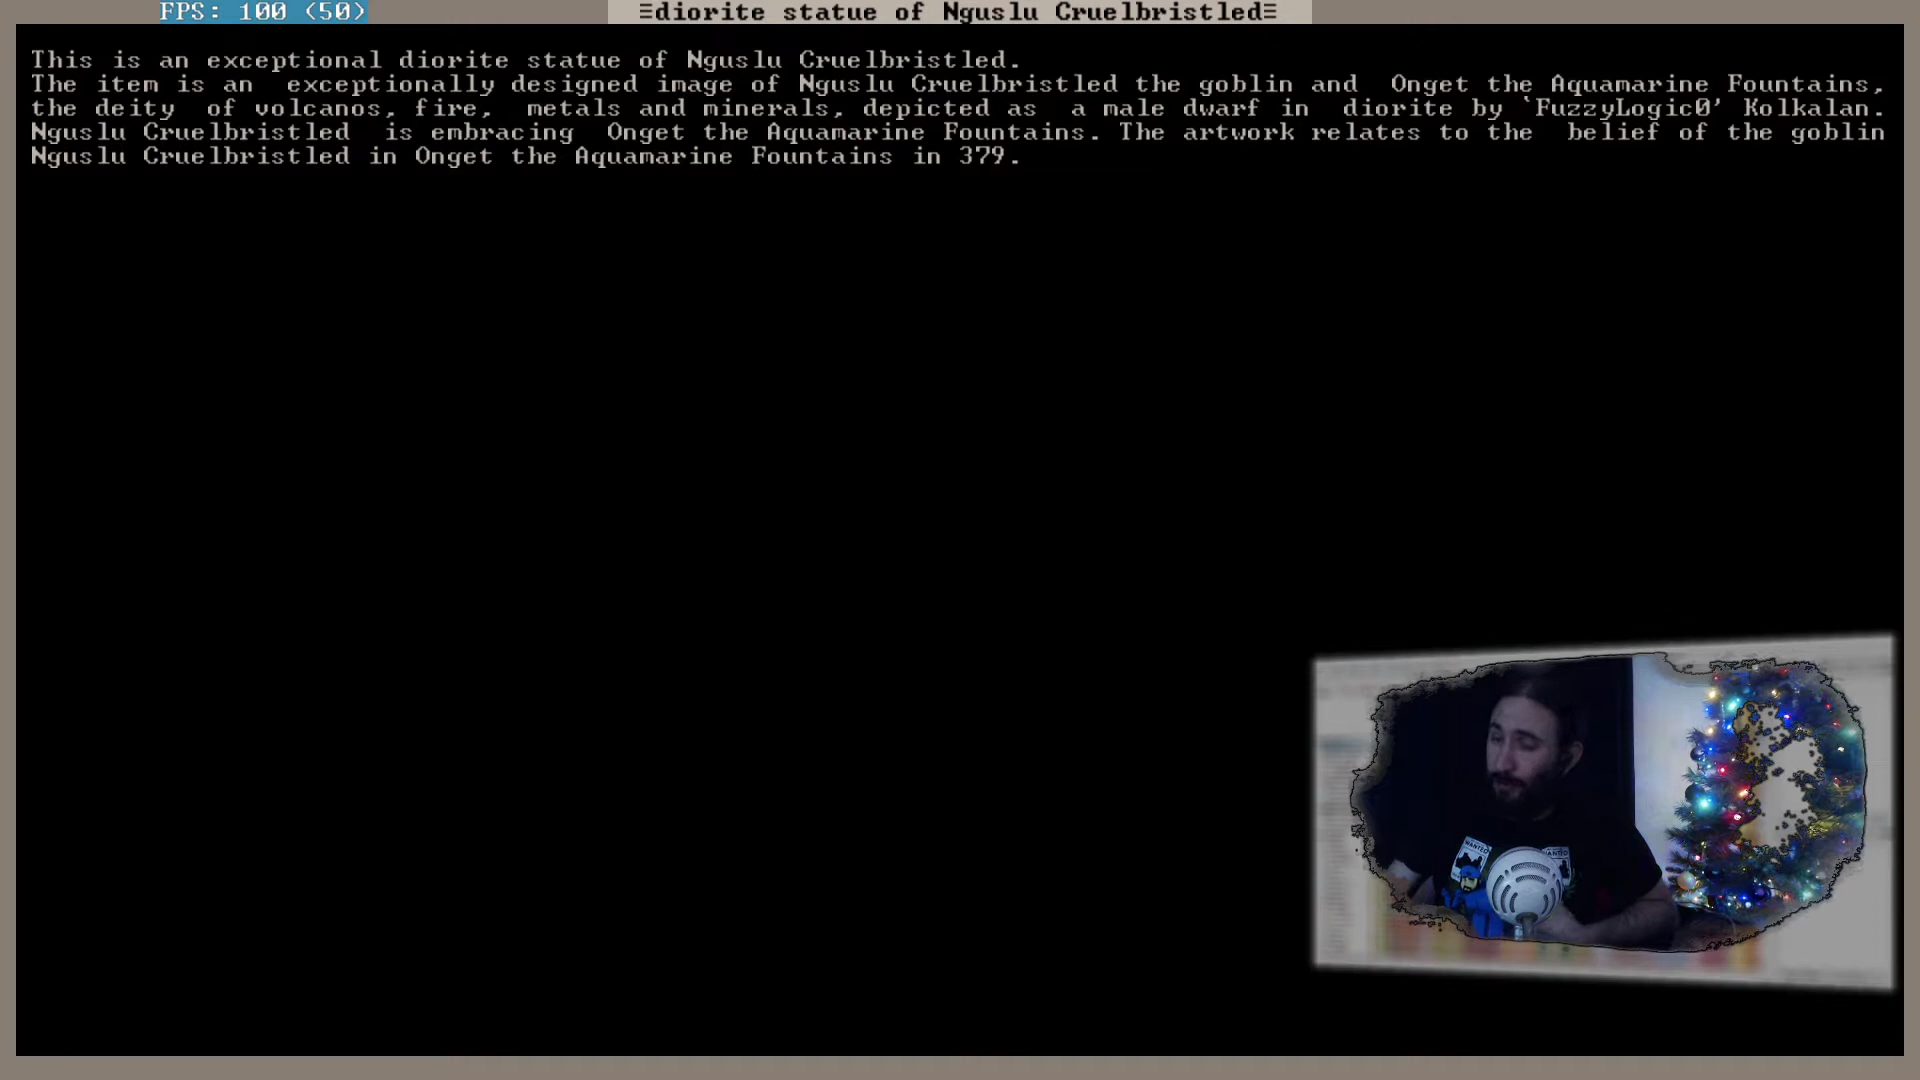 FPS: 100 (50)
≡diorite statue of Nguslu Cruelbristled≡
This is an exceptional diorite statue of Nguslu Cruelbristled.
The item is an exceptionally designed image of Nguslu Cruelbristled the goblin and Onget the Aquamarine Fountains,
the deity of volcanos, fire, metals and minerals, depicted as a male dwarf in diorite by `FuzzyLogic0' Kolkalan.
Nguslu Cruelbristled is embracing Onget the Aquamarine Fountains. The artwork relates to the belief of the goblin
Nguslu Cruelbristled in Onget the Aquamarine Fountains in 379.
WANTED